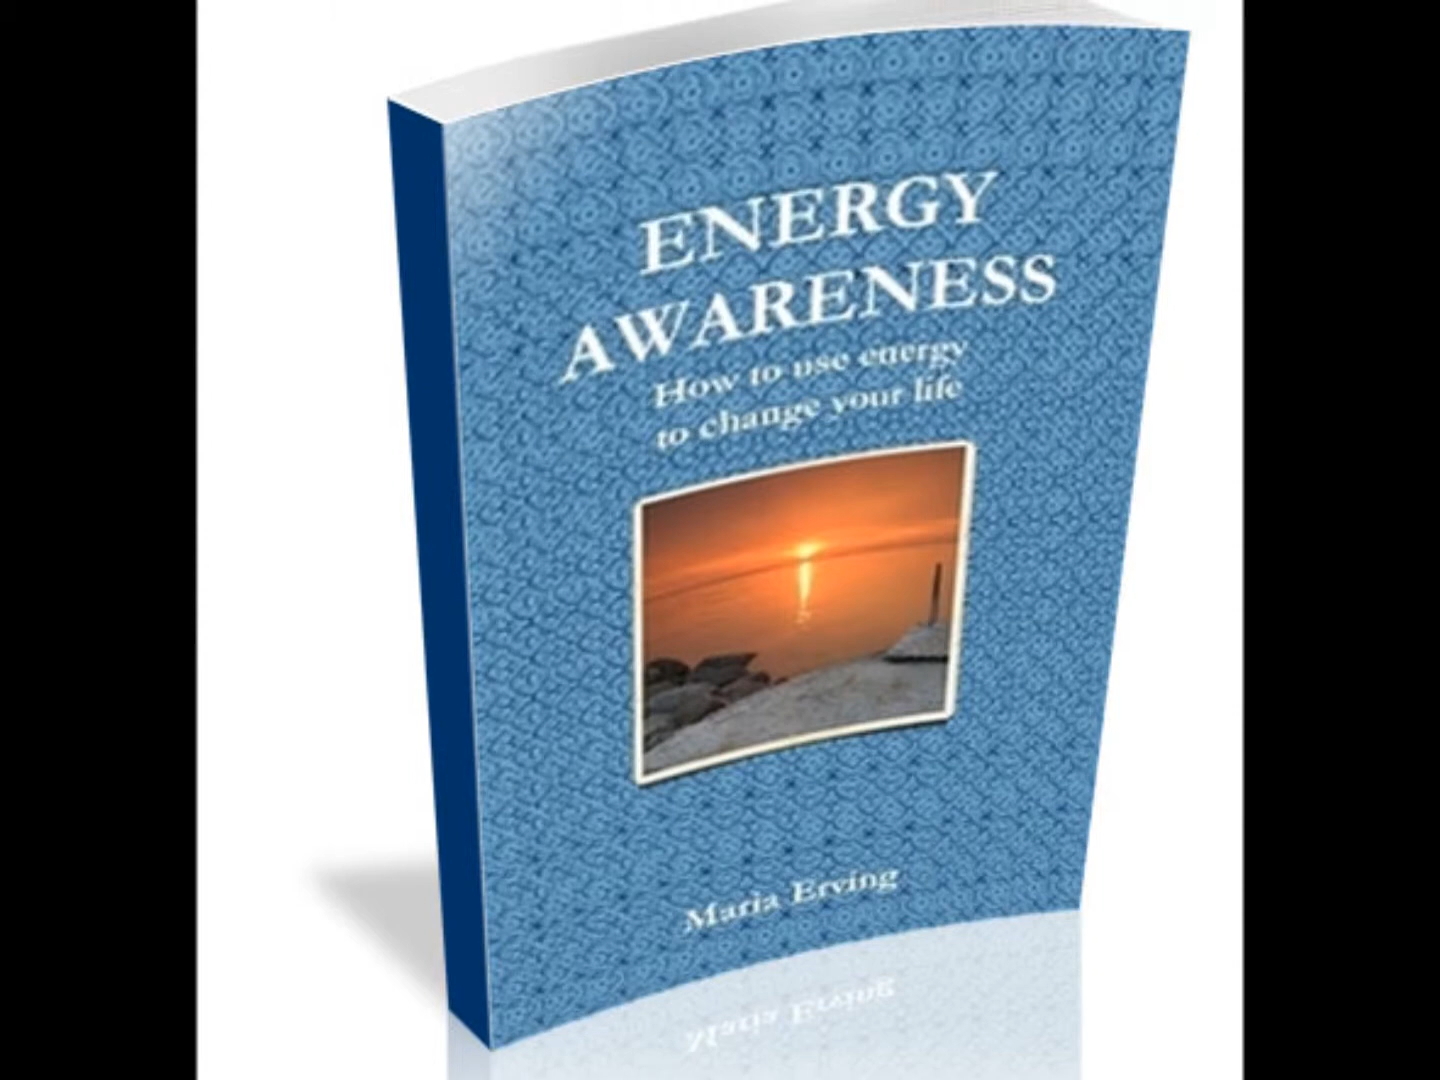 ENERGY
AWARENESS
How to use energy
to change your life
Maria Erving